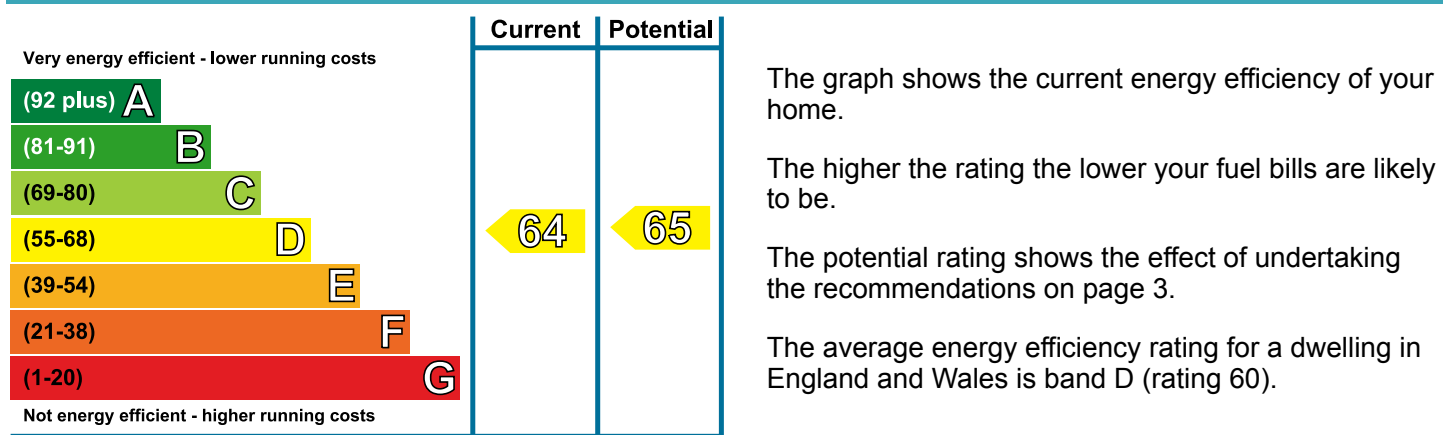 Current Potential
Very energy efficient - lower running costs
(92 plus) A
(81-91) B
(69-80) C
(55-68) D
(39-54) E
(21-38) F
(1-20) G
Not energy efficient - higher running costs
64 65
The graph shows the current energy efficiency of your
home.
The higher the rating the lower your fuel bills are likely
to be.
The potential rating shows the effect of undertaking
the recommendations on page 3.
The average energy efficiency rating for a dwelling in
England and Wales is band D (rating 60).